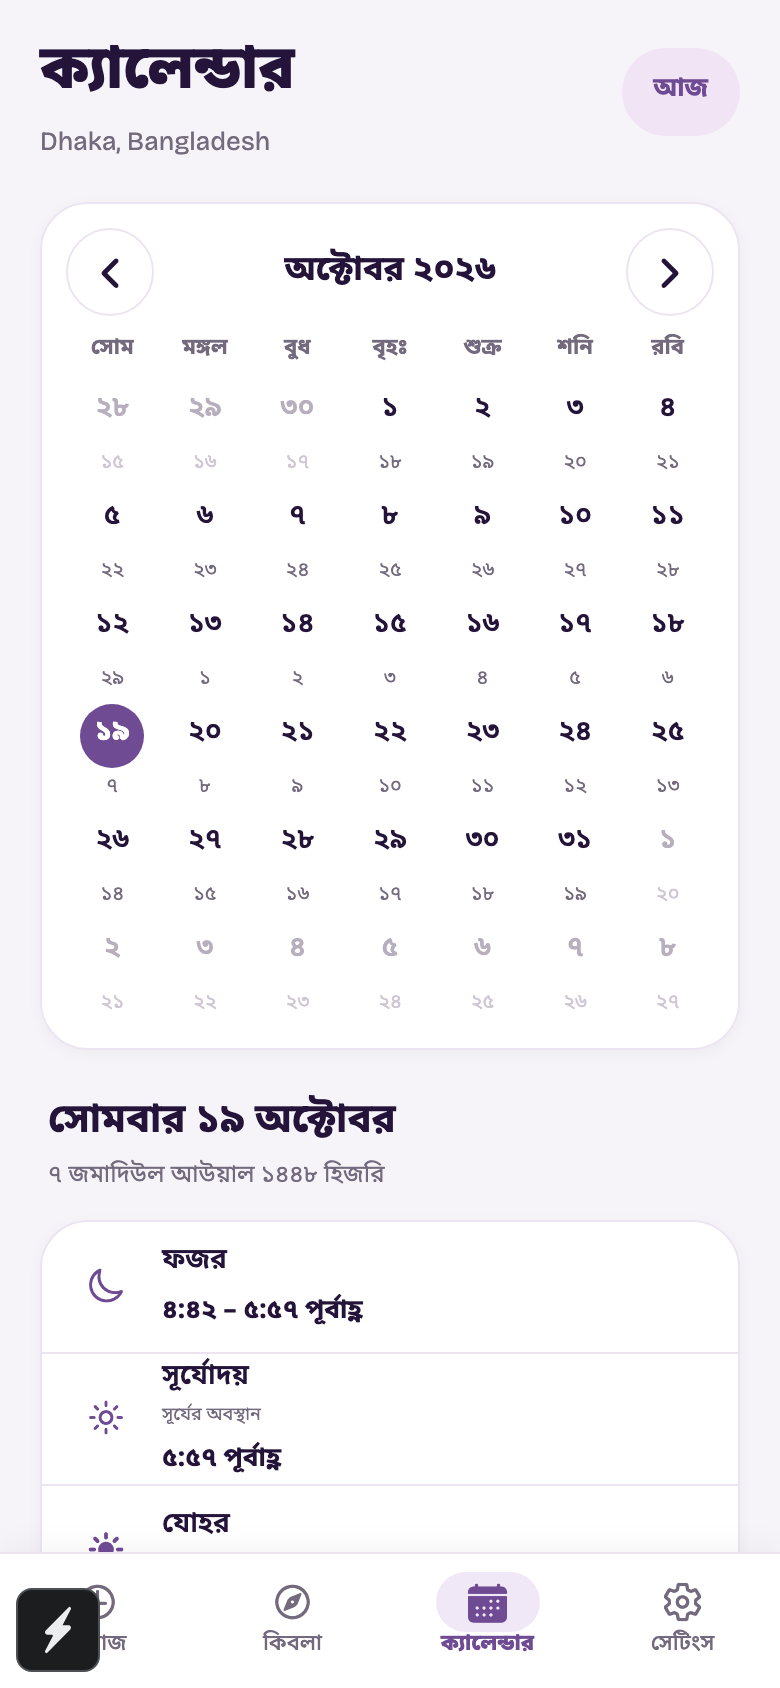 ক্যালেন্ডার
আজ
Dhaka, Bangladesh
অক্টোবর ২০২৬
সোম মঙ্গল বুধ বৃহঃ শুক্র শনি রবি
২৮ ২৯ ৩০ ১ ২ ৩ ৪
১৫ ১৬ ১৭ ১৮ ১৯ ২০ ২১
৫ ৬ ৭ ৮ ৯ ১০ ১১
২২ ২৩ ২৪ ২৫ ২৬ ২৭ ২৮
১২ ১৩ ১৪ ১৫ ১৬ ১৭ ১৮
২৯ ১ ২ ৩ ৪ ৫ ৬
১৯ ২০ ২১ ২২ ২৩ ২৪ ২৫
৭ ৮ ৯ ১০ ১১ ১২ ১৩
২৬ ২৭ ২৮ ২৯ ৩০ ৩১ ১
১৪ ১৫ ১৬ ১৭ ১৮ ১৯ ২০
২ ৩ ৪ ৫ ৬ ৭ ৮
২১ ২২ ২৩ ২৪ ২৫ ২৬ ২৭
সোমবার ১৯ অক্টোবর
৭ জমাদিউল আউয়াল ১৪৪৮ হিজরি
ফজর
৪:৪২ – ৫:৫৭ পূর্বাহ্ণ
সূর্যোদয়
সূর্যের অবস্থান
৫:৫৭ পূর্বাহ্ণ
যোহর
কিবলা ক্যালেন্ডার সেটিংস